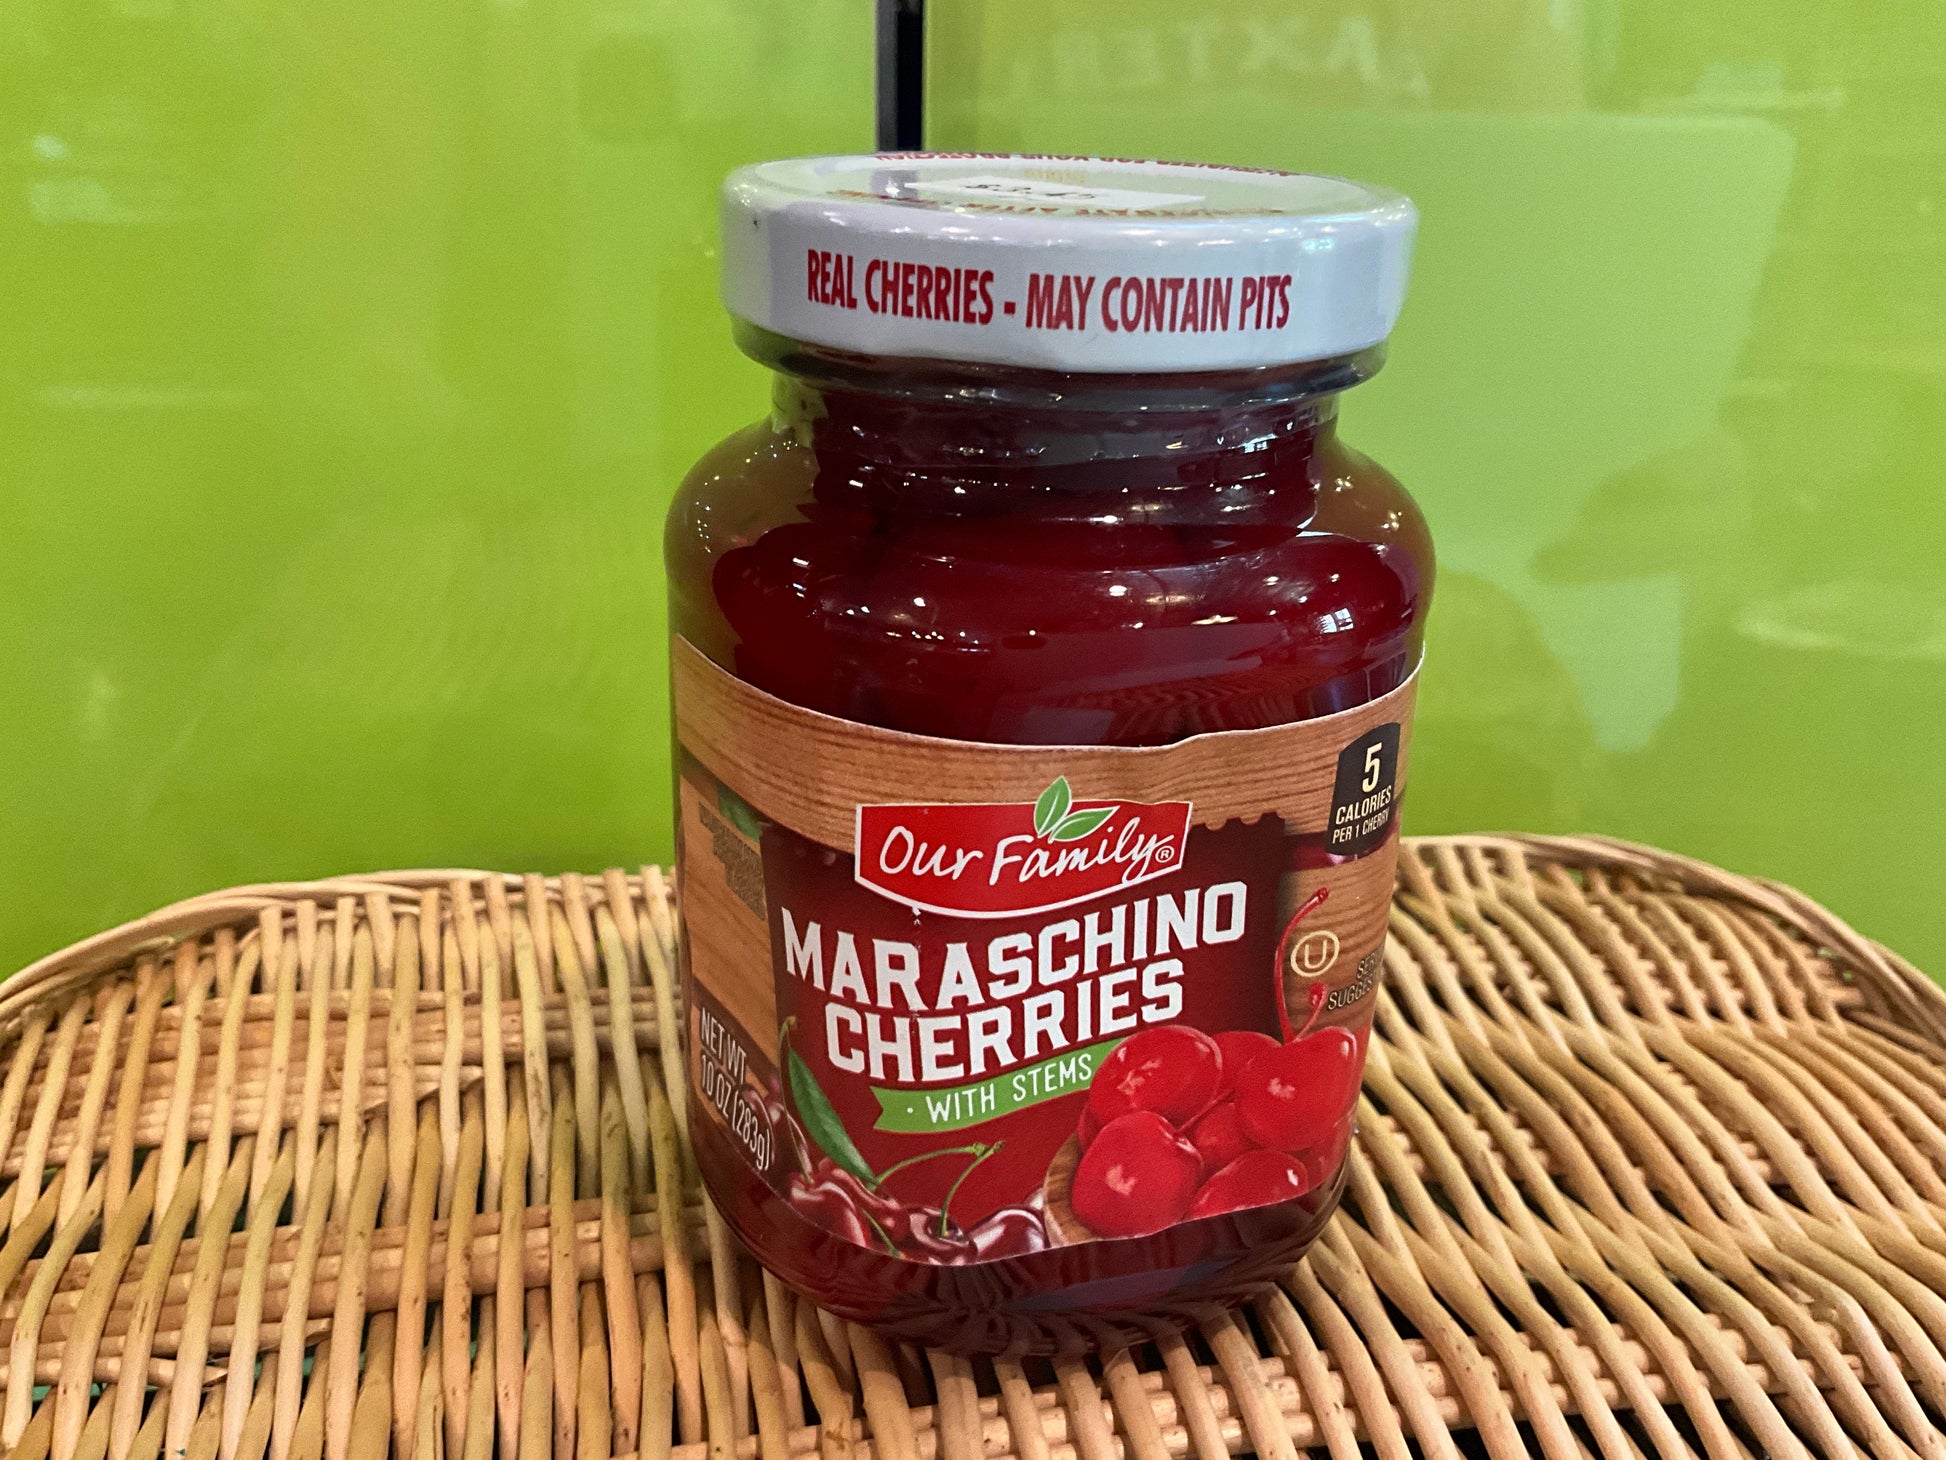 REAL CHERRIES - MAY CONTAIN PITS
5
CALORIES
PER 1 CHERRY
Our Family®
MARASCHINO
CHERRIES
• WITH STEMS
U
NET WT
10 OZ (283g)